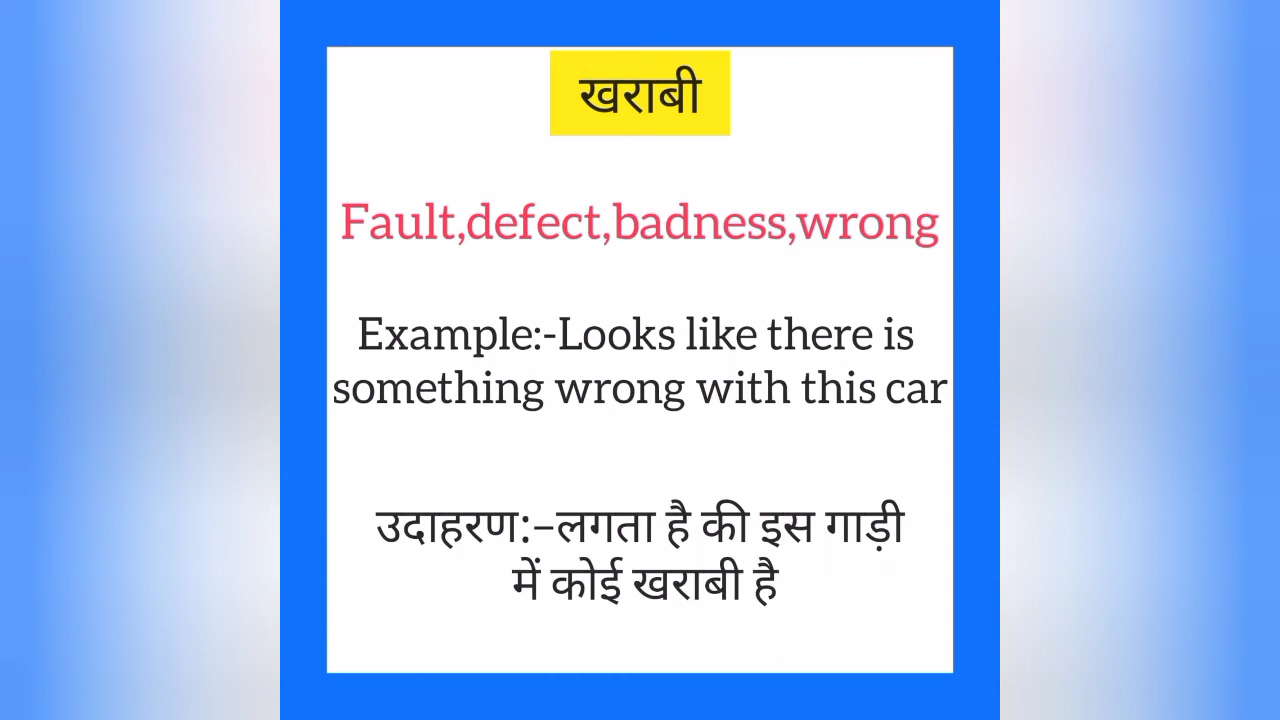 खराबी
Fault,defect,badness,wrong
Example:-Looks like there is
something wrong with this car
उदाहरण:–लगता है की इस गाड़ी
में कोई खराबी है